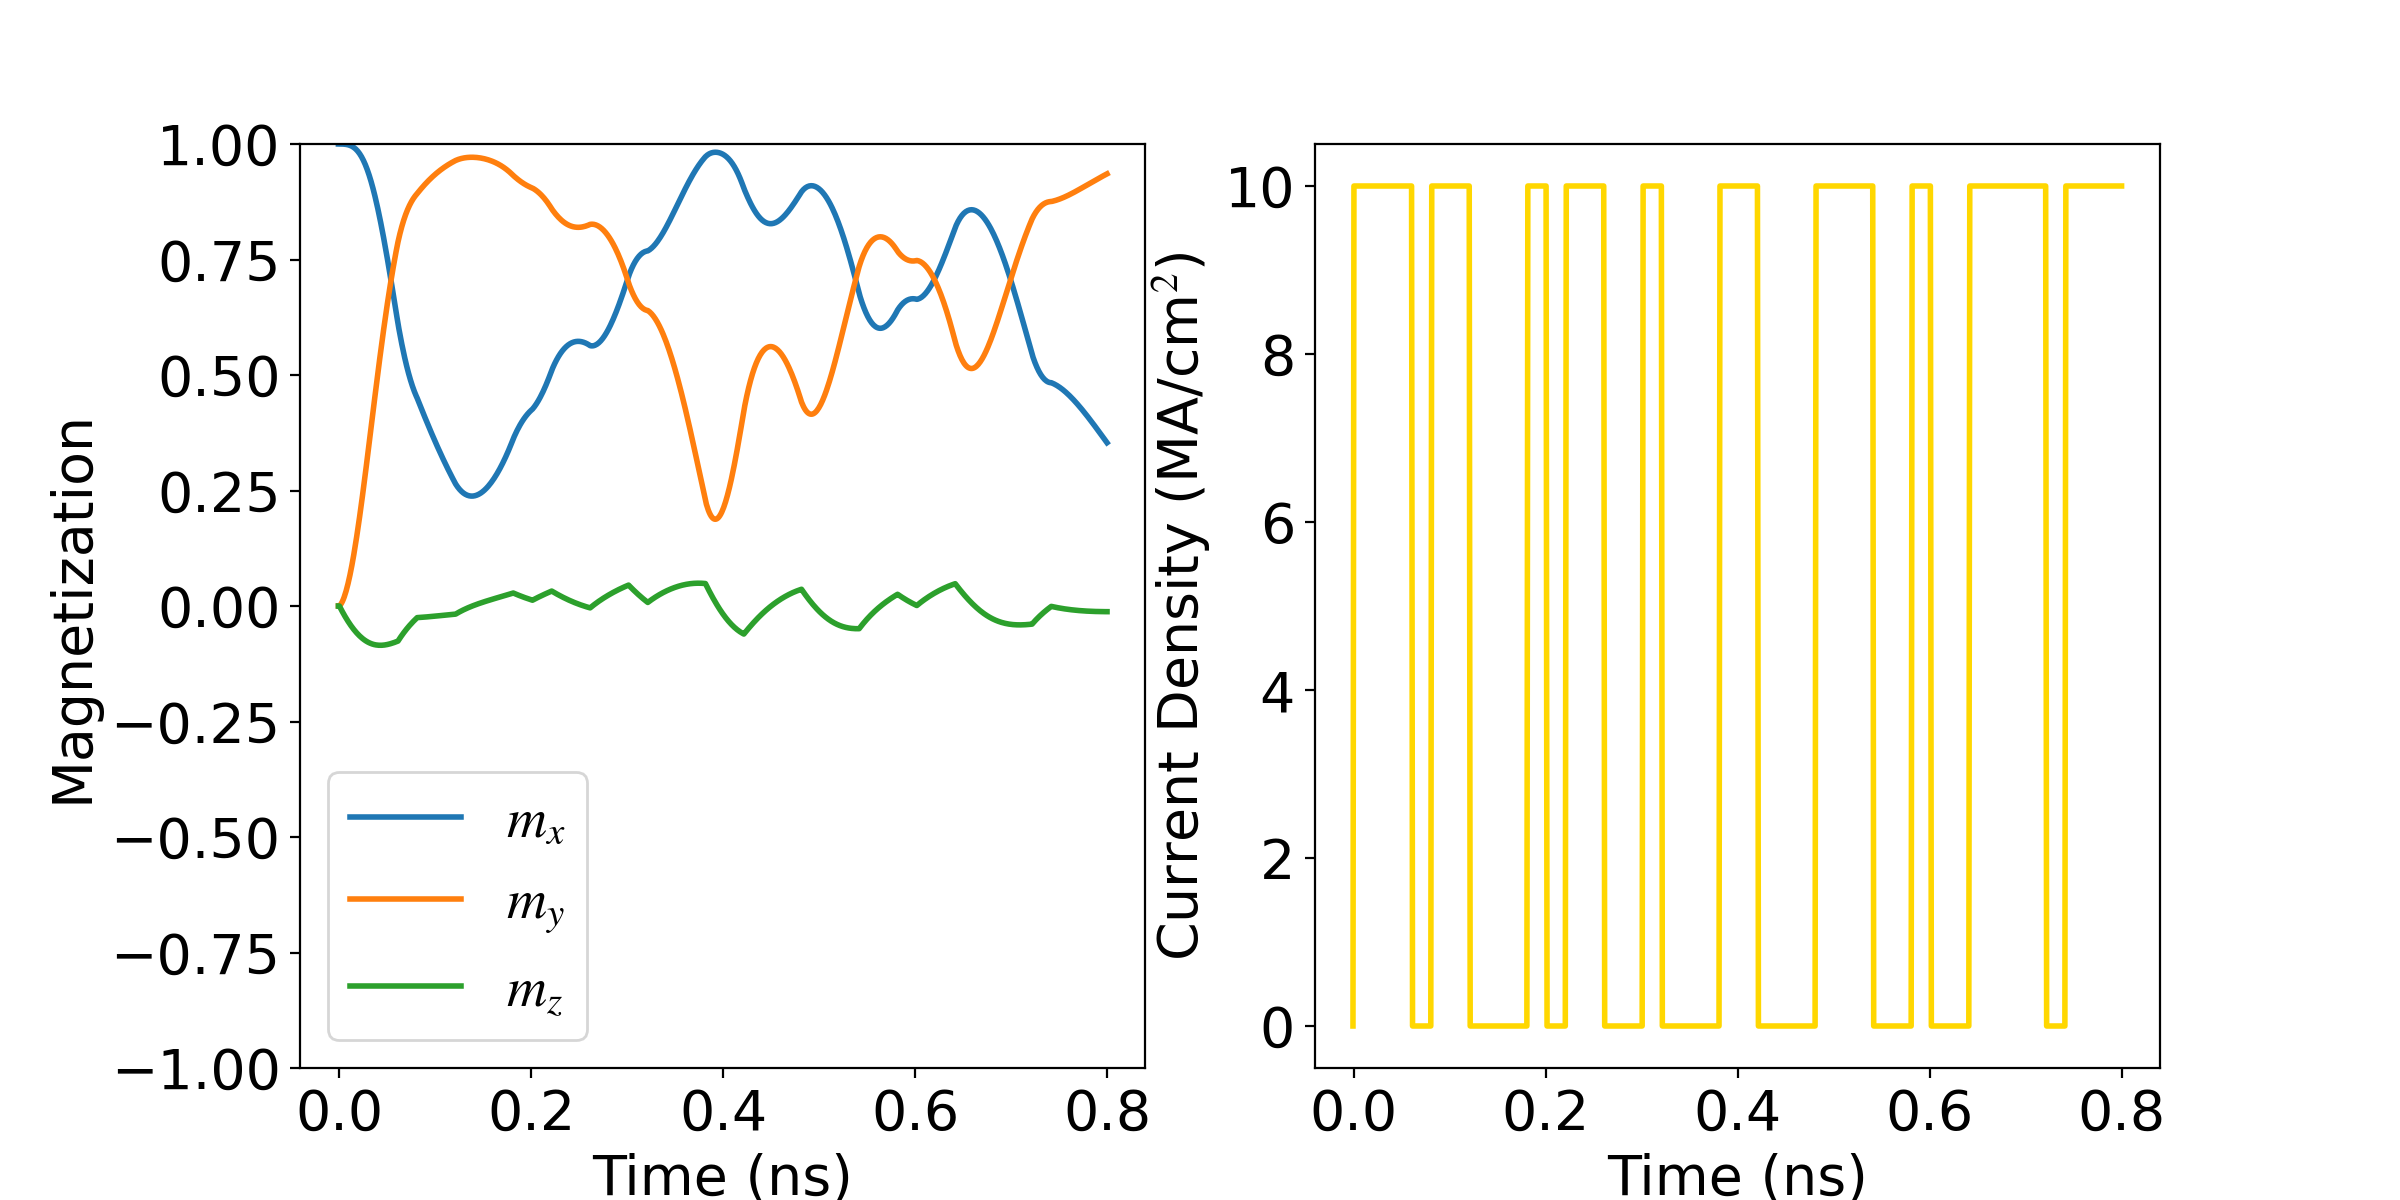 1.00
0.75
0.50
0.25
0.00
−0.25
−0.50
−0.75
−1.00
Magnetization
m_x
m_y
m_z
0.0 0.2 0.4 0.6 0.8
Time (ns)
10
8
6
4
2
0
Current Density (MA/cm²)
0.0 0.2 0.4 0.6 0.8
Time (ns)